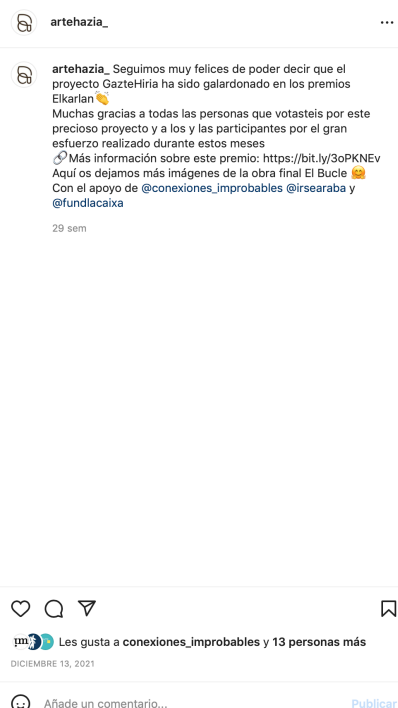 artehazia_
artehazia_ Seguimos muy felices de poder decir que el
proyecto GazteHiria ha sido galardonado en los premios
Elkarlan👏
Muchas gracias a todas las personas que votasteis por este
precioso proyecto y a los y las participantes por el gran
esfuerzo realizado durante estos meses
🔗Más información sobre este premio: https://bit.ly/3oPKNEv
Aquí os dejamos más imágenes de la obra final El Bucle 🤗
Con el apoyo de @conexiones_improbables @irsearaba y
@fundlacaixa
29 sem
Les gusta a conexiones_improbables y 13 personas más
DICIEMBRE 13, 2021
Añade un comentario...
Publicar